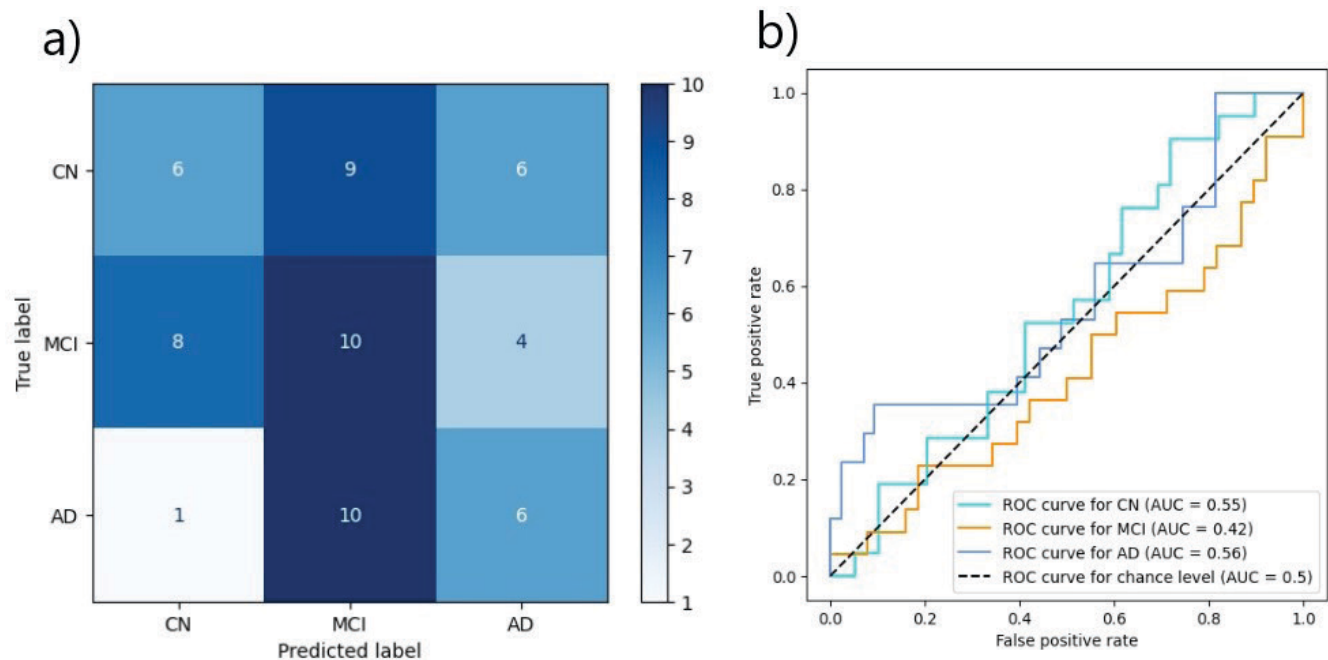 a)
10
9
8
7
6
5
4
3
2
1
True label
CN
MCI
AD
6 9 6
8 10 4
1 10 6
CN MCI AD
Predicted label
b)
True positive rate
1.0
0.8
0.6
0.4
0.2
0.0
ROC curve for CN (AUC = 0.55)
ROC curve for MCI (AUC = 0.42)
ROC curve for AD (AUC = 0.56)
ROC curve for chance level (AUC = 0.5)
0.0 0.2 0.4 0.6 0.8 1.0
False positive rate